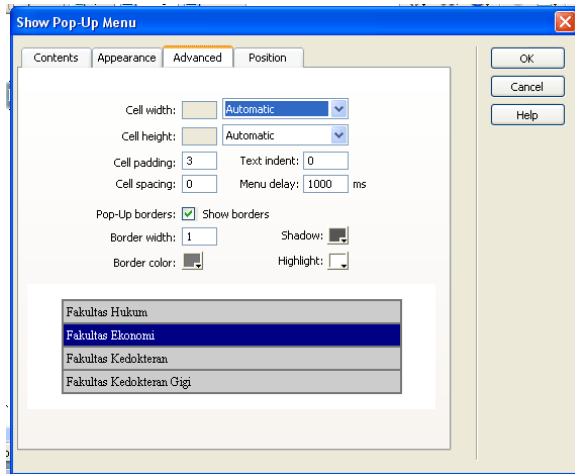 Show Pop-Up Menu
Contents Appearance Advanced Position
OK
Cancel
Help
Cell width: Automatic
Cell height: Automatic
Cell padding: 3 Text indent: 0
Cell spacing: 0 Menu delay: 1000 ms
Pop-Up borders: Show borders
Border width: 1 Shadow:
Border color: Highlight:
Fakultas Hukum
Fakultas Ekonomi
Fakultas Kedokteran
Fakultas Kedokteran Gigi